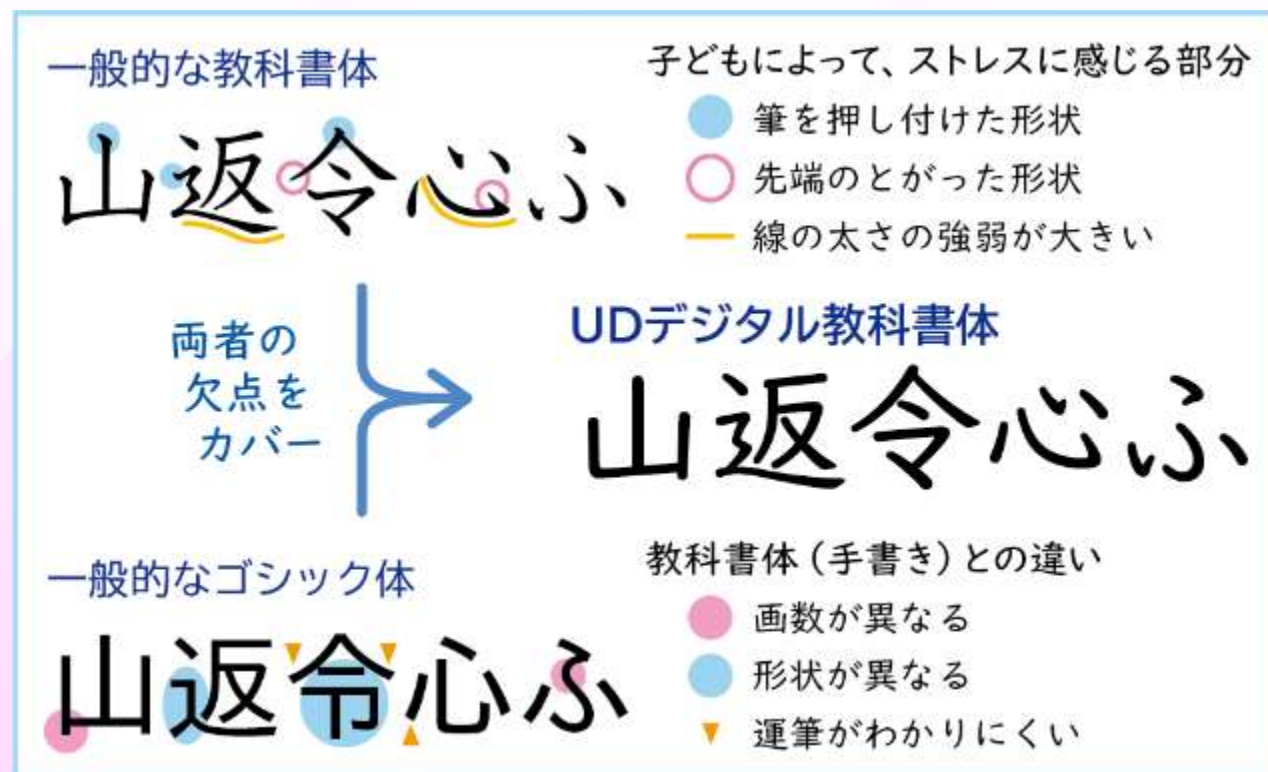 一般的な教科書体
山返令心ふ
子どもによって、ストレスに感じる部分
筆を押し付けた形状
先端のとがった形状
線の太さの強弱が大きい
両者の
欠点を
カバー
UDデジタル教科書体
山返令心ふ
一般的なゴシック体
山返令心ふ
教科書体（手書き）との違い
画数が異なる
形状が異なる
運筆がわかりにくい